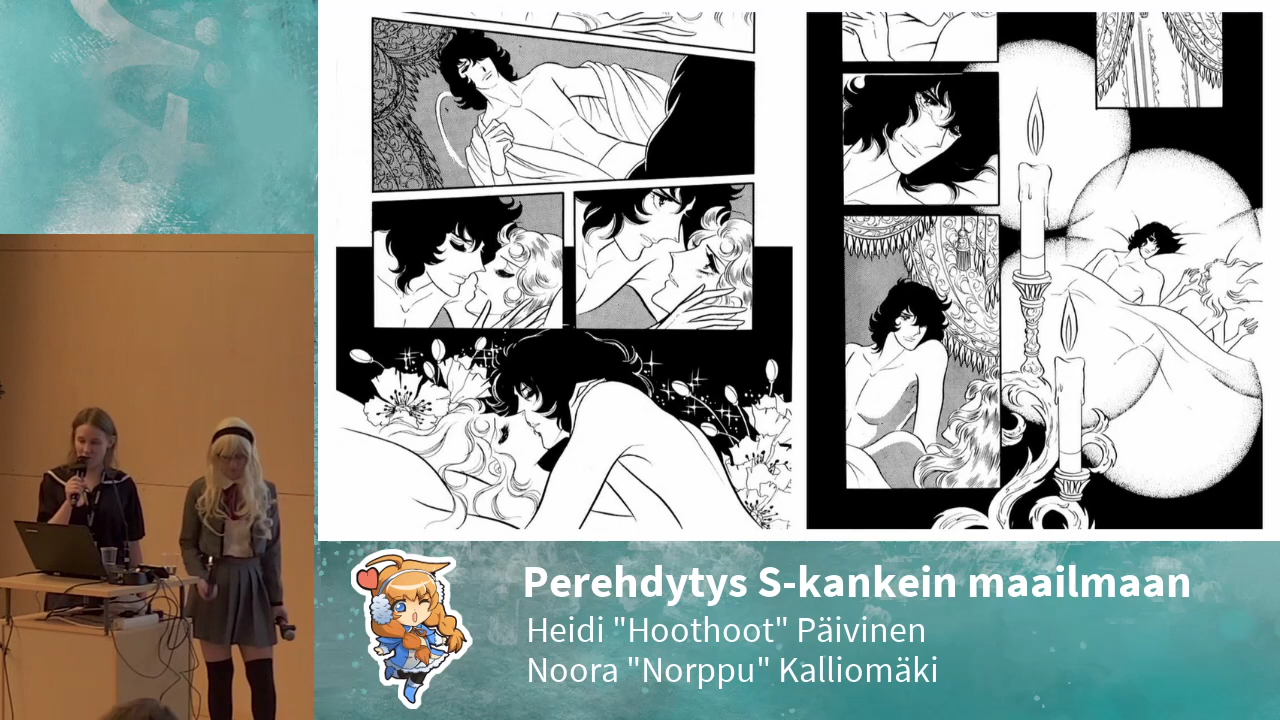 Perehdytys S-kankein maailmaan
Heidi "Hoothoot" Päivinen
Noora "Norppu" Kalliomäki